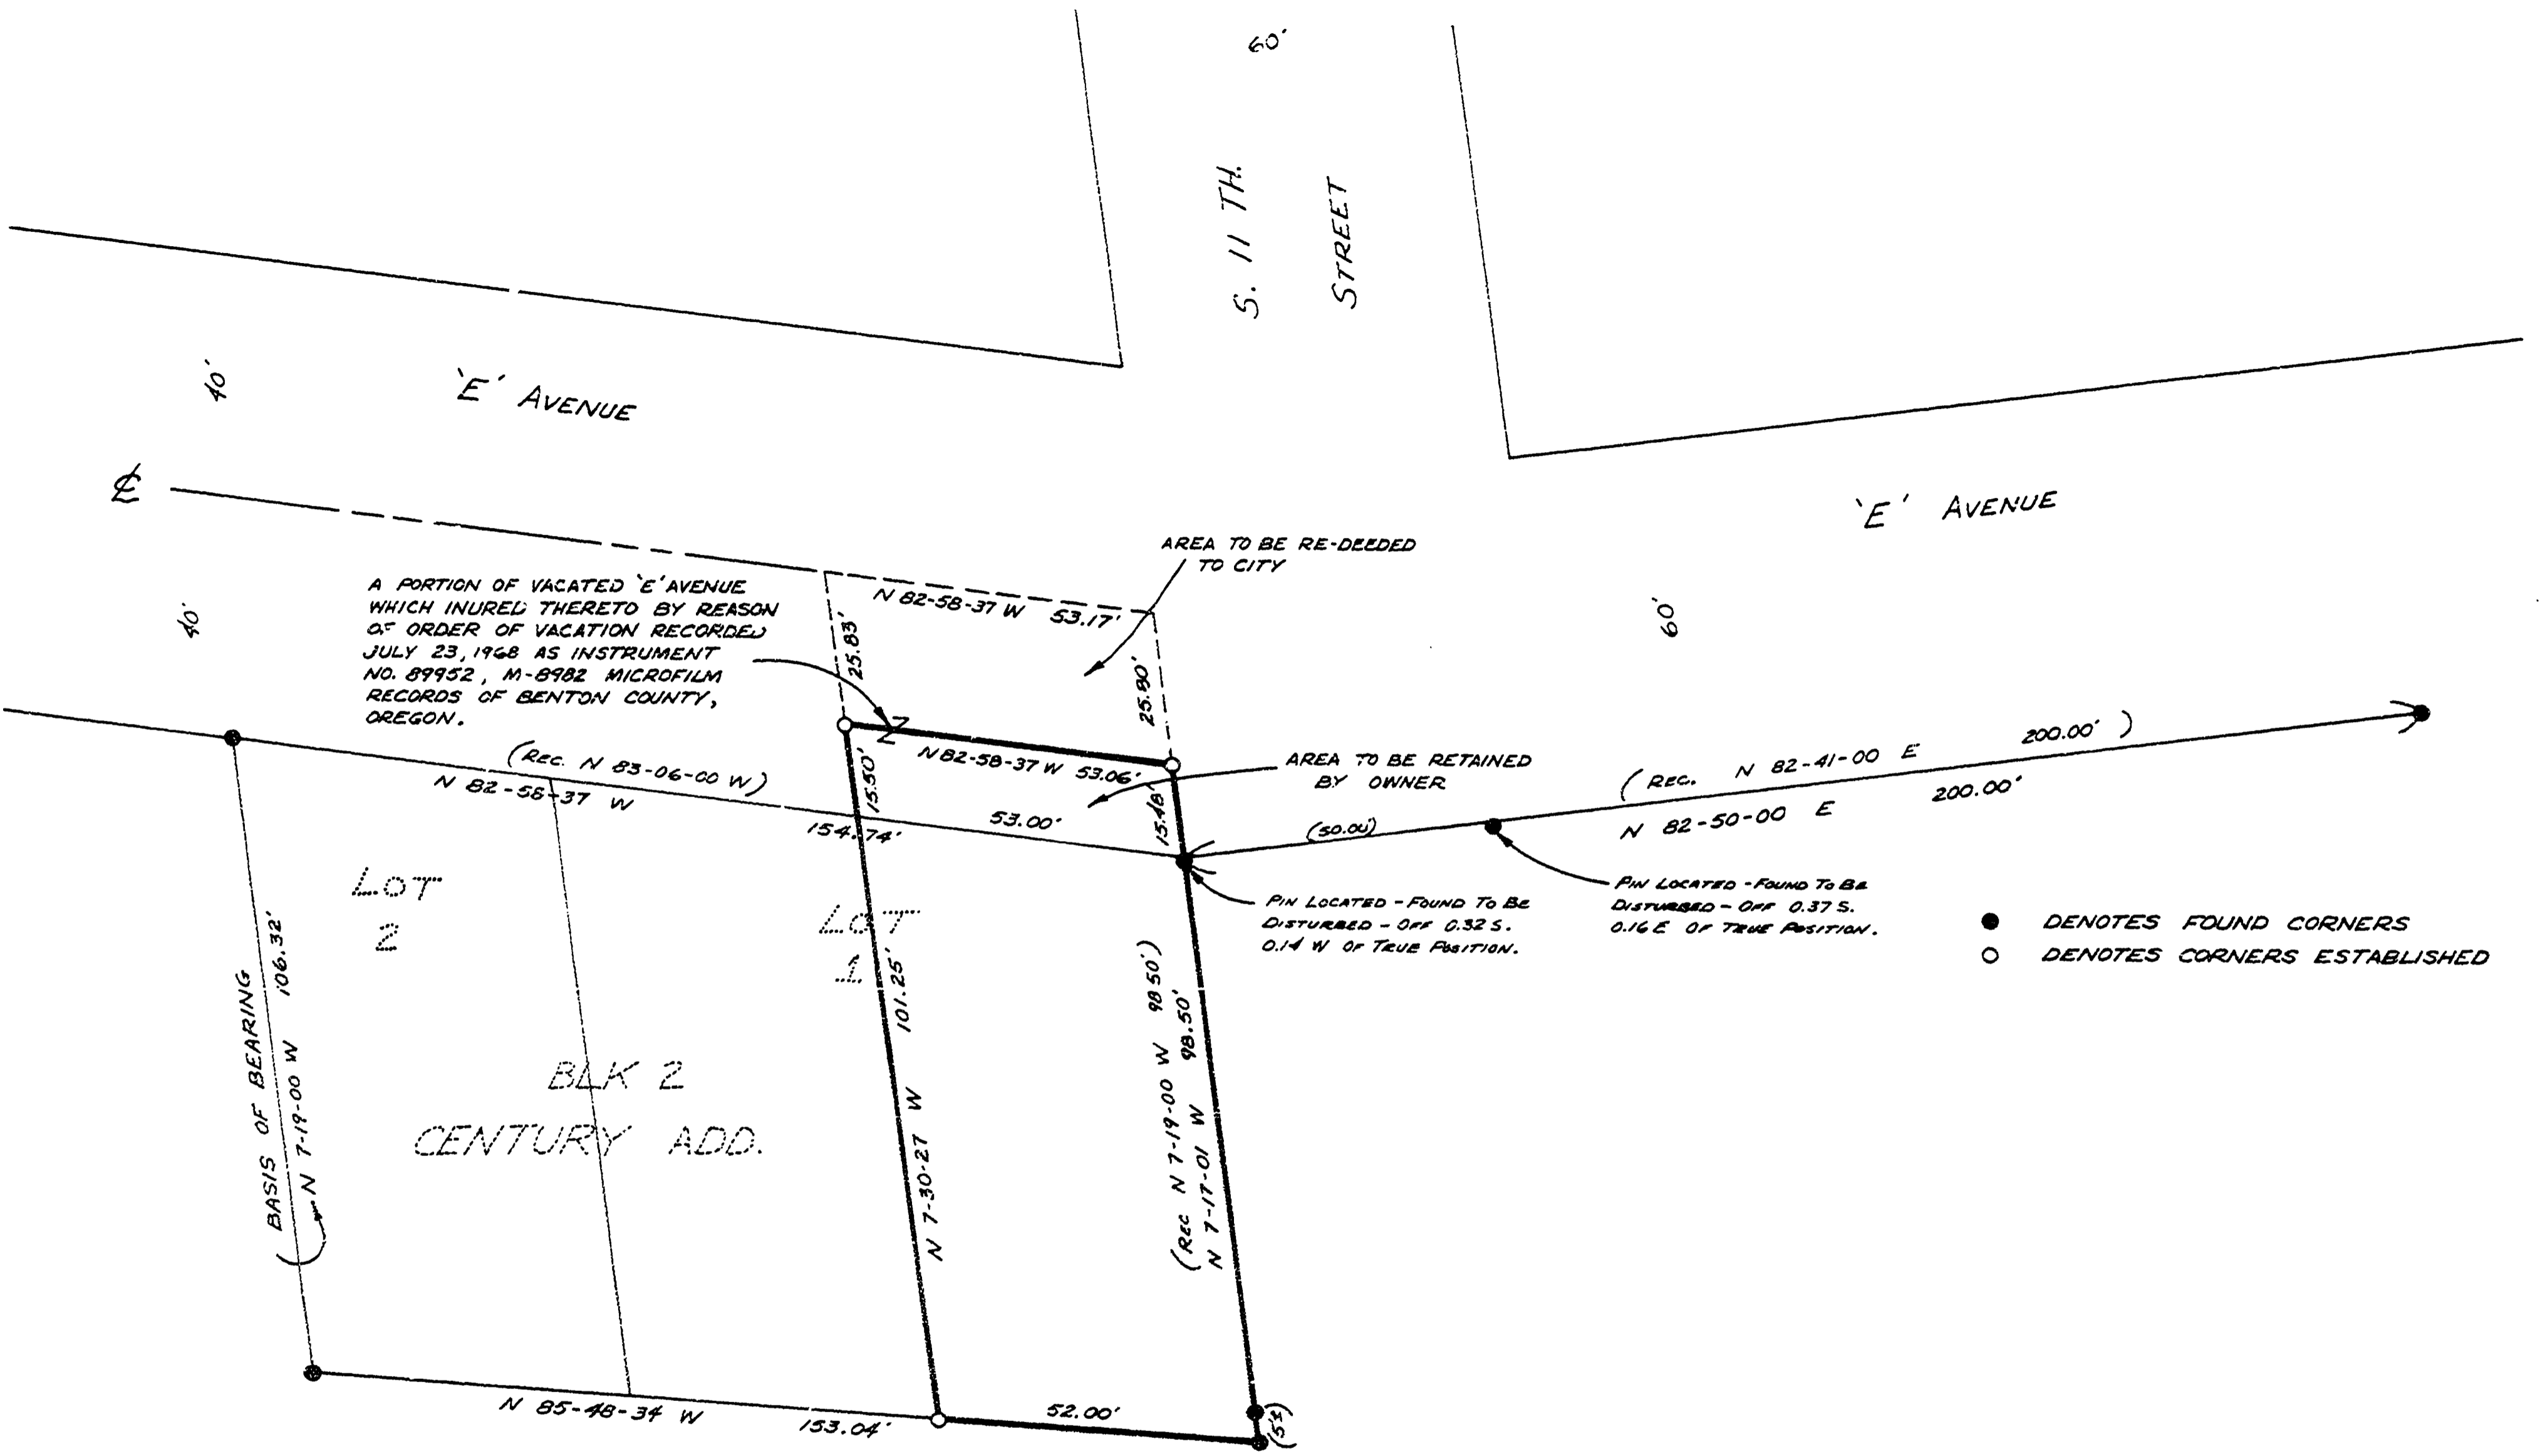 60'
S. 11 TH.
STREET
40'
'E' AVENUE
℄
'E' AVENUE
40'
60'
AREA TO BE RE-DEEDED
TO CITY
A PORTION OF VACATED 'E' AVENUE
WHICH INURED THERETO BY REASON
OF ORDER OF VACATION RECORDED
JULY 23, 1968 AS INSTRUMENT
NO. 89952, M-8982 MICROFILM
RECORDS OF BENTON COUNTY,
OREGON.
N 82-58-37 W 53.17'
25.83'
25.80'
N 82-58-37 W 53.06'
15.50'
15.48'
AREA TO BE RETAINED
BY OWNER
(REC. N 83-06-00 W)
N 82-58-37 W
154.74'
53.00'
(50.00)
(REC. N 82-41-00 E 200.00')
N 82-50-00 E 200.00'
PIN LOCATED - FOUND TO BE
DISTURBED - OFF 0.32 S.
0.14 W OF TRUE POSITION.
PIN LOCATED - FOUND TO BE
DISTURBED - OFF 0.37 S.
0.16 E OF TRUE POSITION.
DENOTES FOUND CORNERS
DENOTES CORNERS ESTABLISHED
LOT
2
LOT
1
BLK 2
CENTURY ADD.
BASIS OF BEARING
N 7-19-00 W 106.32'
N 7-30-27 W 101.25'
(REC N 7-19-00 W 98.50')
N 7-17-01 W 98.50'
N 85-48-34 W
153.04'
52.00'
(5±)